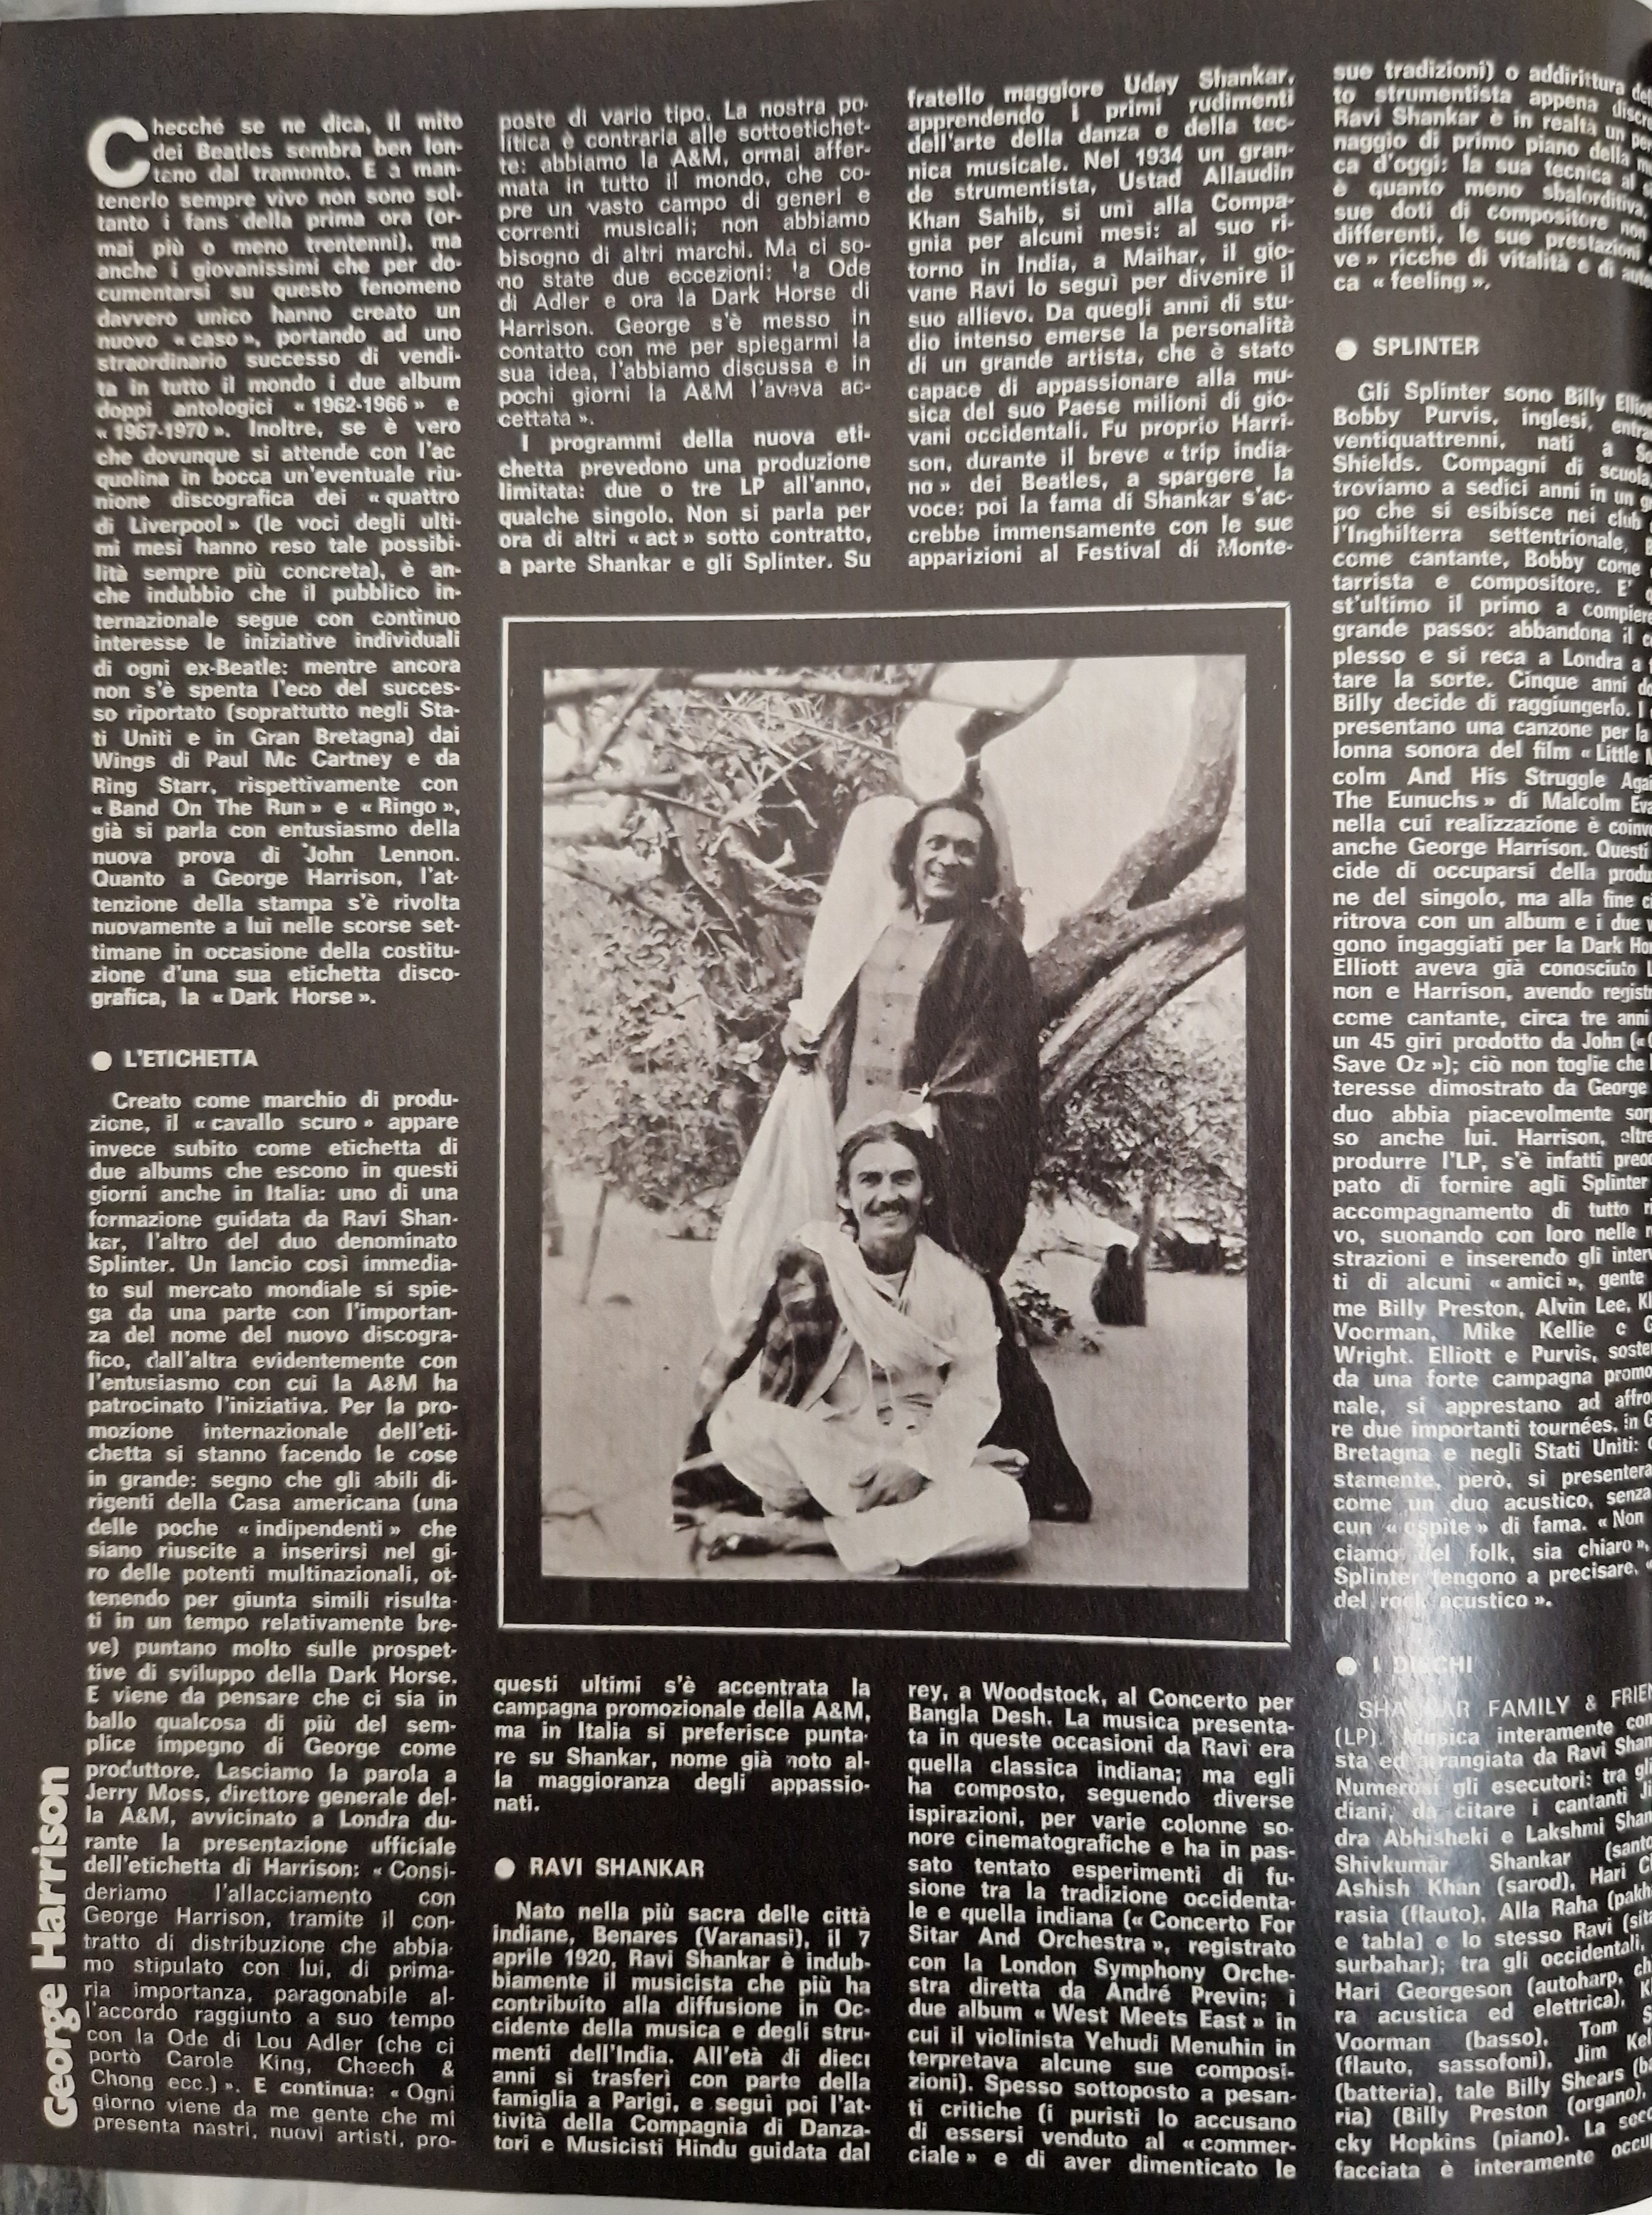 George Harrison
Checché se ne dica, il mito
dei Beatles sembra ben lon-
tano dal tramonto. E a man-
tenerlo sempre vivo non sono sol-
tanto i fans della prima ora (or-
mai più o meno trentenni), ma
anche i giovanissimi che per do-
cumentarsi su questo fenomeno
davvero unico hanno creato un
nuovo « caso », portando ad uno
straordinario successo di vendi-
ta in tutto il mondo i due album
doppi antologici « 1962-1966 » e
« 1967-1970 ». Inoltre, se è vero
che dovunque si attende con l'ac
quolina in bocca un'eventuale riu-
nione discografica dei « quattro
di Liverpool » (le voci degli ulti-
mi mesi hanno reso tale possibi-
lità sempre più concreta), è an-
che indubbio che il pubblico in-
ternazionale segue con continuo
interesse le iniziative individuali
di ogni ex-Beatle: mentre ancora
non s'è spenta l'eco del succes-
so riportato (soprattutto negli Sta-
ti Uniti e in Gran Bretagna) dai
Wings di Paul Mc Cartney e da
Ring Starr, rispettivamente con
« Band On The Run » e « Ringo »,
già si parla con entusiasmo della
nuova prova di John Lennon.
Quanto a George Harrison, l'at-
tenzione della stampa s'è rivolta
nuovamente a lui nelle scorse set-
timane in occasione della costitu-
zione d'una sua etichetta disco-
grafica, la « Dark Horse ».
● L'ETICHETTA
Creato come marchio di produ-
zione, il « cavallo scuro » appare
invece subito come etichetta di
due albums che escono in questi
giorni anche in Italia: uno di una
formazione guidata da Ravi Shan-
kar, l'altro del duo denominato
Splinter. Un lancio così immedia-
to sul mercato mondiale si spie-
ga da una parte con l'importan-
za del nome del nuovo discogra-
fico, dall'altra evidentemente con
l'entusiasmo con cui la A&M ha
patrocinato l'iniziativa. Per la pro-
mozione internazionale dell'eti-
chetta si stanno facendo le cose
in grande: segno che gli abili di-
rigenti della Casa americana (una
delle poche « indipendenti » che
siano riuscite a inserirsi nel gi-
ro delle potenti multinazionali, ot-
tenendo per giunta simili risulta-
ti in un tempo relativamente bre-
ve) puntano molto sulle prospet-
tive di sviluppo della Dark Horse.
E viene da pensare che ci sia in
ballo qualcosa di più del sem-
plice impegno di George come
produttore. Lasciamo la parola a
Jerry Moss, direttore generale del-
la A&M, avvicinato a Londra du-
rante la presentazione ufficiale
dell'etichetta di Harrison: « Consi-
deriamo l'allacciamento con
George Harrison, tramite il con-
tratto di distribuzione che abbia-
mo stipulato con lui, di prima-
ria importanza, paragonabile al-
l'accordo raggiunto a suo tempo
con la Ode di Lou Adler (che ci
portò Carole King, Cheech &
Chong ecc.) ». E continua: « Ogni
giorno viene da me gente che mi
presenta nastri, nuovi artisti, pro-
poste di vario tipo. La nostra po-
litica è contraria alle sottoetichet-
te: abbiamo la A&M, ormai affer-
mata in tutto il mondo, che co-
pre un vasto campo di generi e
correnti musicali; non abbiamo
bisogno di altri marchi. Ma ci so-
no state due eccezioni: la Ode
di Adler e ora la Dark Horse di
Harrison. George s'è messo in
contatto con me per spiegarmi la
sua idea, l'abbiamo discussa e in
pochi giorni la A&M l'aveva ac-
cettata ».
I programmi della nuova eti-
chetta prevedono una produzione
limitata: due o tre LP all'anno,
qualche singolo. Non si parla per
ora di altri « act » sotto contratto,
a parte Shankar e gli Splinter. Su
questi ultimi s'è accentrata la
campagna promozionale della A&M,
ma in Italia si preferisce punta-
re su Shankar, nome già noto al-
la maggioranza degli appassio-
nati.
● RAVI SHANKAR
Nato nella più sacra delle città
indiane, Benares (Varanasi), il 7
aprile 1920, Ravi Shankar è indub-
biamente il musicista che più ha
contribuito alla diffusione in Oc-
cidente della musica e degli stru-
menti dell'India. All'età di dieci
anni si trasferì con parte della
famiglia a Parigi, e seguì poi l'at-
tività della Compagnia di Danza-
tori e Musicisti Hindu guidata dal
fratello maggiore Uday Shankar,
apprendendo i primi rudimenti
dell'arte della danza e della tec-
nica musicale. Nel 1934 un gran-
de strumentista, Ustad Allaudin
Khan Sahib, si unì alla Compa-
gnia per alcuni mesi: al suo ri-
torno in India, a Maihar, il gio-
vane Ravi lo seguì per divenire il
suo allievo. Da quegli anni di stu-
dio intenso emerse la personalità
di un grande artista, che è stato
capace di appassionare alla mu-
sica del suo Paese milioni di gio-
vani occidentali. Fu proprio Harri-
son, durante il breve « trip india-
no » dei Beatles, a spargere la
voce: poi la fama di Shankar s'ac-
crebbe immensamente con le sue
apparizioni al Festival di Monte-
rey, a Woodstock, al Concerto per
Bangla Desh. La musica presenta-
ta in queste occasioni da Ravi era
quella classica indiana; ma egli
ha composto, seguendo diverse
ispirazioni, per varie colonne so-
nore cinematografiche e ha in pas-
sato tentato esperimenti di fu-
sione tra la tradizione occidenta-
le e quella indiana (« Concerto For
Sitar And Orchestra », registrato
con la London Symphony Orche-
stra diretta da André Previn; i
due album « West Meets East » in
cui il violinista Yehudi Menuhin in
terpretava alcune sue composi-
zioni). Spesso sottoposto a pesan-
ti critiche (i puristi lo accusano
di essersi venduto al « commer-
ciale » e di aver dimenticato le
sue tradizioni) o addirittura
to strumentista appena
Ravi Shankar è in realtà un
naggio di primo piano della
ca d'oggi: la sua tecnica al
è quanto meno sbalorditiva
sue doti di compositore non
differenti, le sue prestazioni
ve » ricche di vitalità e di
ca « feeling ».
● SPLINTER
Gli Splinter sono Billy
Bobby Purvis, inglesi,
ventiquattrenni, nati a
Shields. Compagni di scuola,
troviamo a sedici anni in un
po che si esibisce nei club
l'Inghilterra settentrionale,
come cantante, Bobby come
tarrista e compositore. E'
st'ultimo il primo a compiere
grande passo: abbandona il
plesso e si reca a Londra a
tare la sorte. Cinque anni
Billy decide di raggiungerlo. I
presentano una canzone per la
lonna sonora del film « Little
colm And His Struggle
The Eunuchs » di Malcolm
nella cui realizzazione è
anche George Harrison. Questi
cide di occuparsi della
ne del singolo, ma alla fine
ritrova con un album e i due
gono ingaggiati per la Dark
Elliott aveva già conosciuto
non e Harrison, avendo
come cantante, circa tre anni
un 45 giri prodotto da John
Save Oz »); ciò non toglie che
teresse dimostrato da George
duo abbia piacevolmente
so anche lui. Harrison,
produrre l'LP, s'è infatti
pato di fornire agli Splinter
accompagnamento di tutto
vo, suonando con loro nelle
strazioni e inserendo gli
ti di alcuni « amici », gente
me Billy Preston, Alvin Lee,
Voorman, Mike Kellie e
Wright. Elliott e Purvis,
da una forte campagna
nale, si apprestano ad
re due importanti tournées, in
Bretagna e negli Stati Uniti:
stamente, però, si
come un duo acustico, senza
cun « ospite » di fama. « Non
ciamo del folk, sia chiaro »,
Splinter tengono a precisare,
del rock acustico ».
● I DISCHI
SHANKAR FAMILY &
(LP). Musica interamente
sta ed arrangiata da Ravi
Numerosi gli esecutori: tra
diani, da citare i cantanti
dra Abhisheki e Lakshmi
Shivkumar Shankar
Ashish Khan (sarod), Hari
rasia (flauto), Alla Raha
e tabla) e lo stesso Ravi
surbahar); tra gli occidentali,
Hari Georgeson (autoharp,
ra acustica ed elettrica),
Voorman (basso), Tom
(flauto, sassofoni), Jim
(batteria), tale Billy Shears
ria) (Billy Preston (organo)
cky Hopkins (piano). La
facciata è interamente